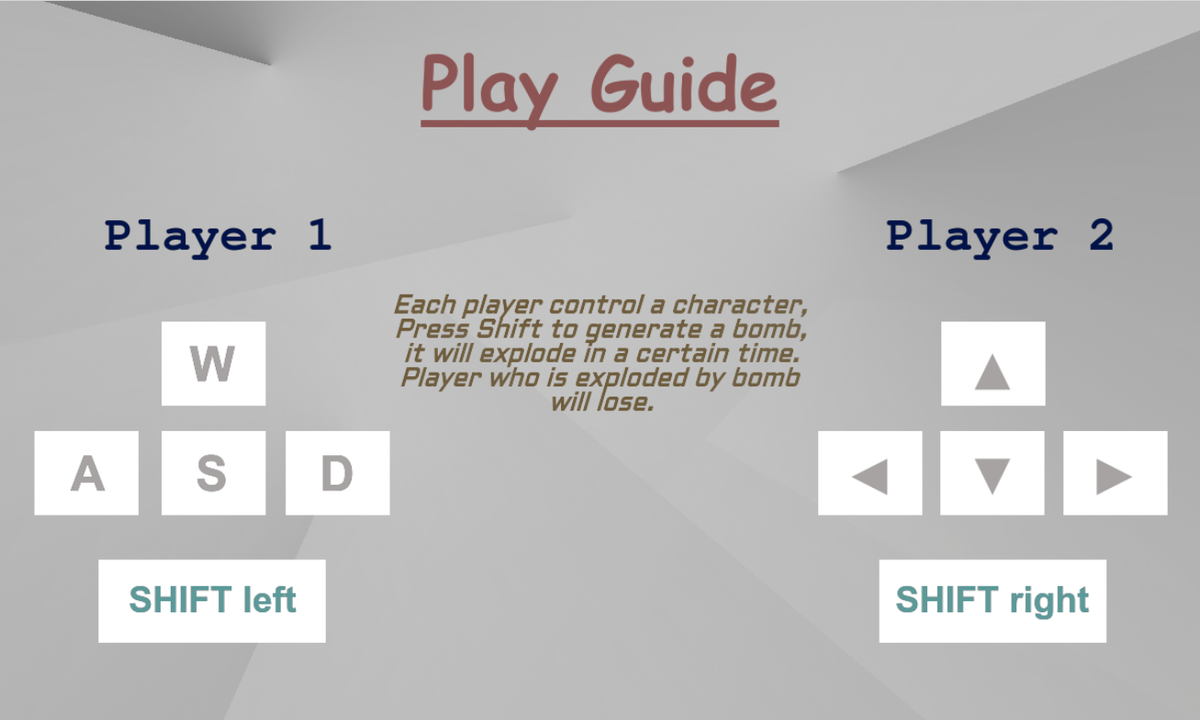 Play Guide
Player 1
Player 2
Each player control a character,
Press Shift to generate a bomb,
it will explode in a certain time.
Player who is exploded by bomb
will lose.
W
▲
A S D
◀ ▼ ▶
SHIFT left
SHIFT right